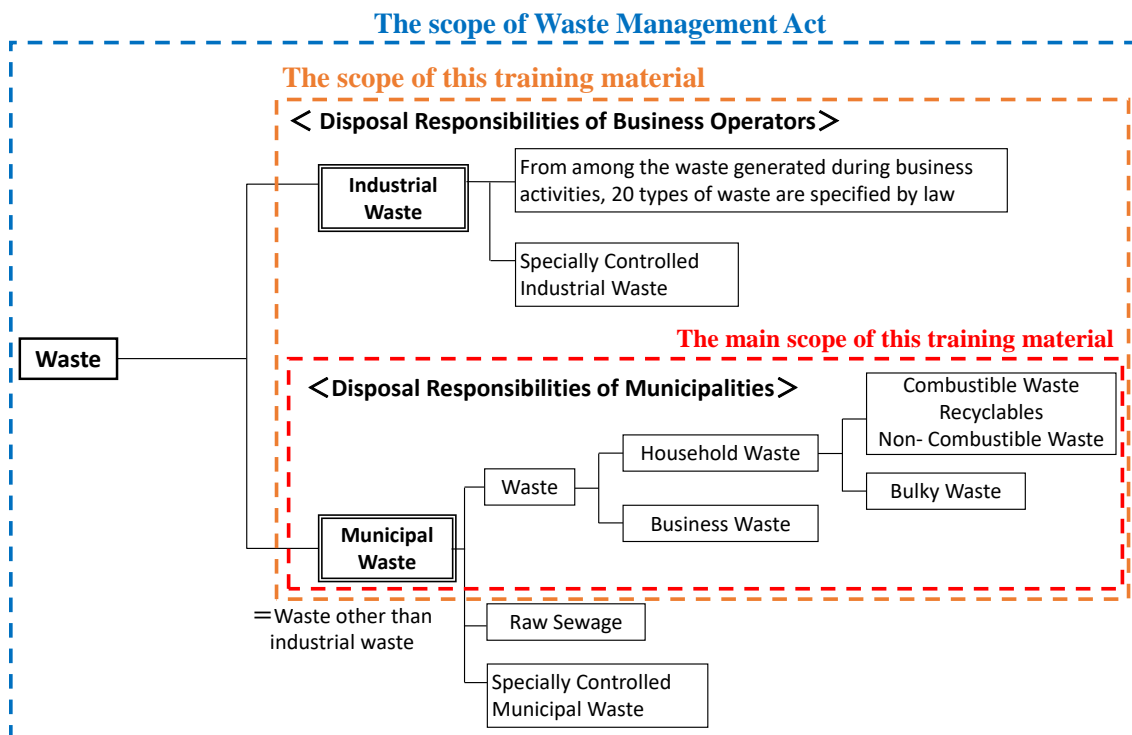 The scope of Waste Management Act
The scope of this training material
＜ Disposal Responsibilities of Business Operators＞
Industrial
Waste
From among the waste generated during business
activities, 20 types of waste are specified by law
Specially Controlled
Industrial Waste
The main scope of this training material
Waste
＜Disposal Responsibilities of Municipalities＞
Combustible Waste
Recyclables
Non- Combustible Waste
Household Waste
Waste
Bulky Waste
Business Waste
Municipal
Waste
＝Waste other than
industrial waste
Raw Sewage
Specially Controlled
Municipal Waste